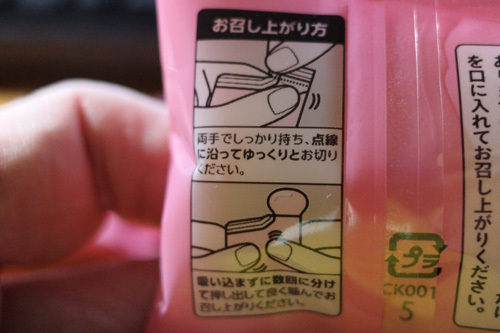 お召し上がり方
両手でしっかり持ち、点線
に沿ってゆっくりとお切り
ください。
吸い込まずに数回に分け
て押し出して良く噛んでお
召し上がりください。
プラ
CK001
5
を口に入れてお召し上がりください。